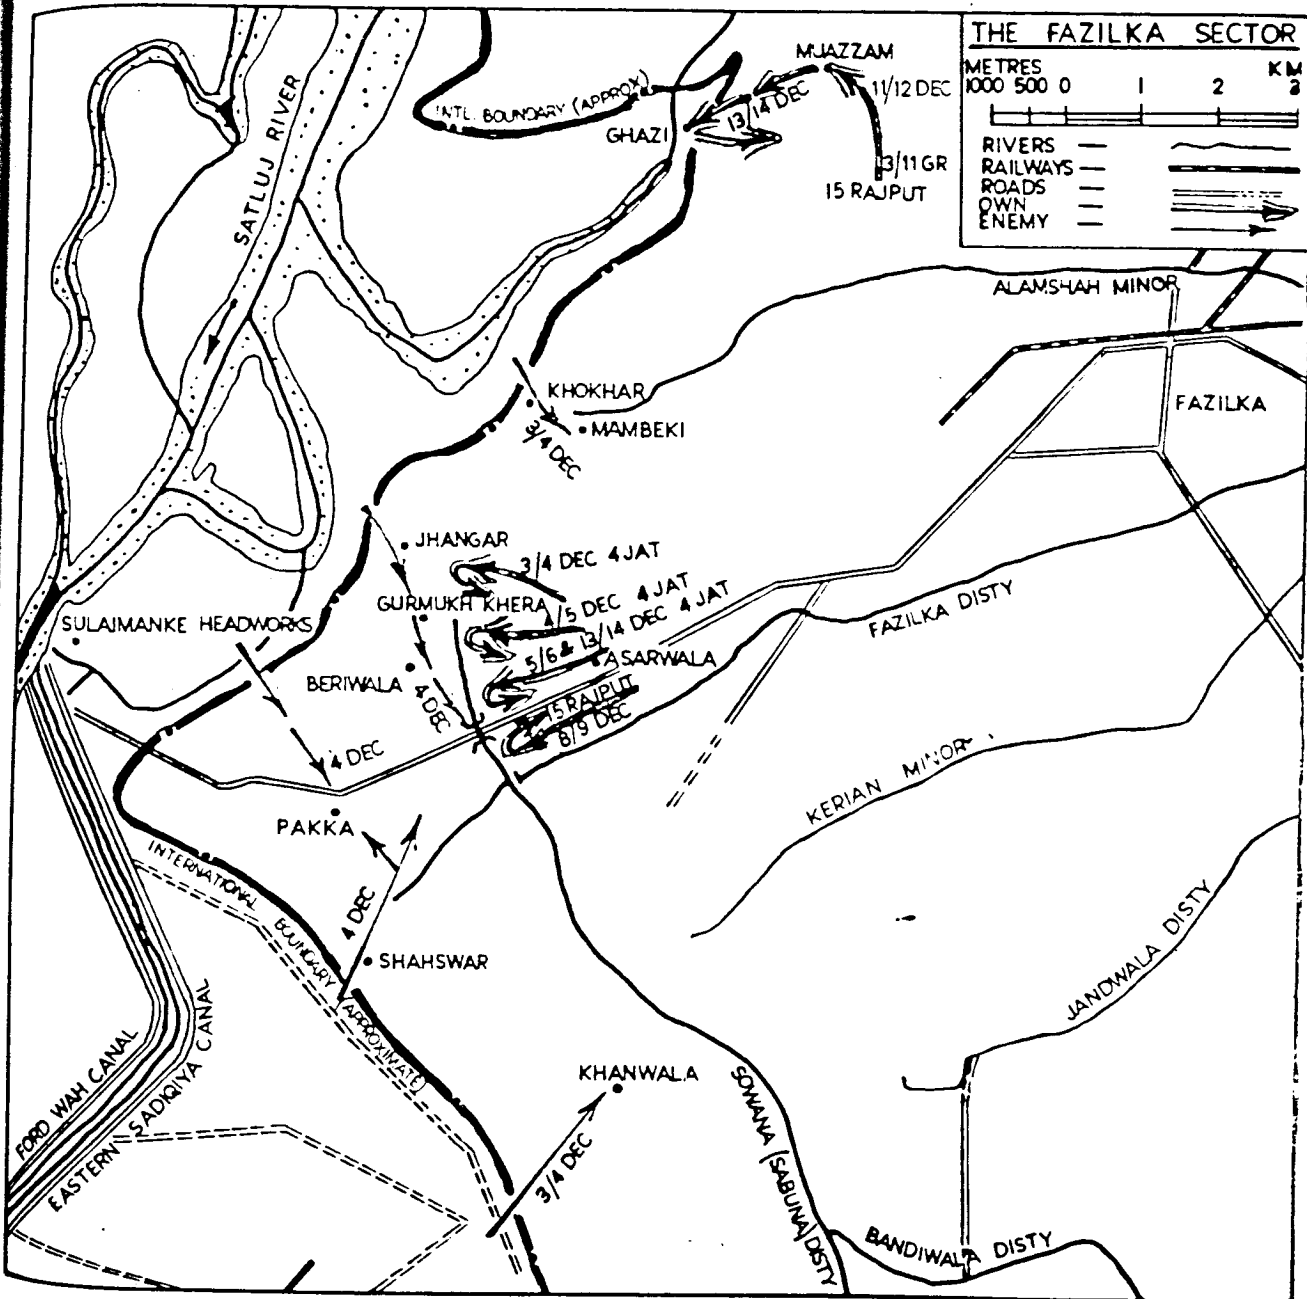 THE FAZILKA SECTOR
METRES KM
1000 500 0 1 2 3
RIVERS —
RAILWAYS —
ROADS —
OWN —
ENEMY —
MUAZZAM
11/12 DEC
INTL. BOUNDARY (APPROX)
13/14 DEC
GHAZI
3/11 GR
15 RAJPUT
SATLUJ RIVER
ALAMSHAH MINOR
KHOKHAR
MAMBEKI
3/4 DEC
FAZILKA
JHANGAR
3/4 DEC 4 JAT
GURMUKH KHERA
4/5 DEC 4 JAT
5/6 & 13/14 DEC 4 JAT
FAZILKA DISTY
SULAIMANKE HEADWORKS
ASARWALA
BERIWALA
4 DEC
15 RAJPUT
8/9 DEC
4 DEC
KERIAN MINOR
PAKKA
INTERNATIONAL BOUNDARY (APPROXIMATE)
4 DEC
SHAHSWAR
JANDWALA DISTY
FORD WAH CANAL
EASTERN SADIQIYA CANAL
KHANWALA
3/4 DEC
SOWANA (SABUNA) DISTY
BANDIWALA DISTY